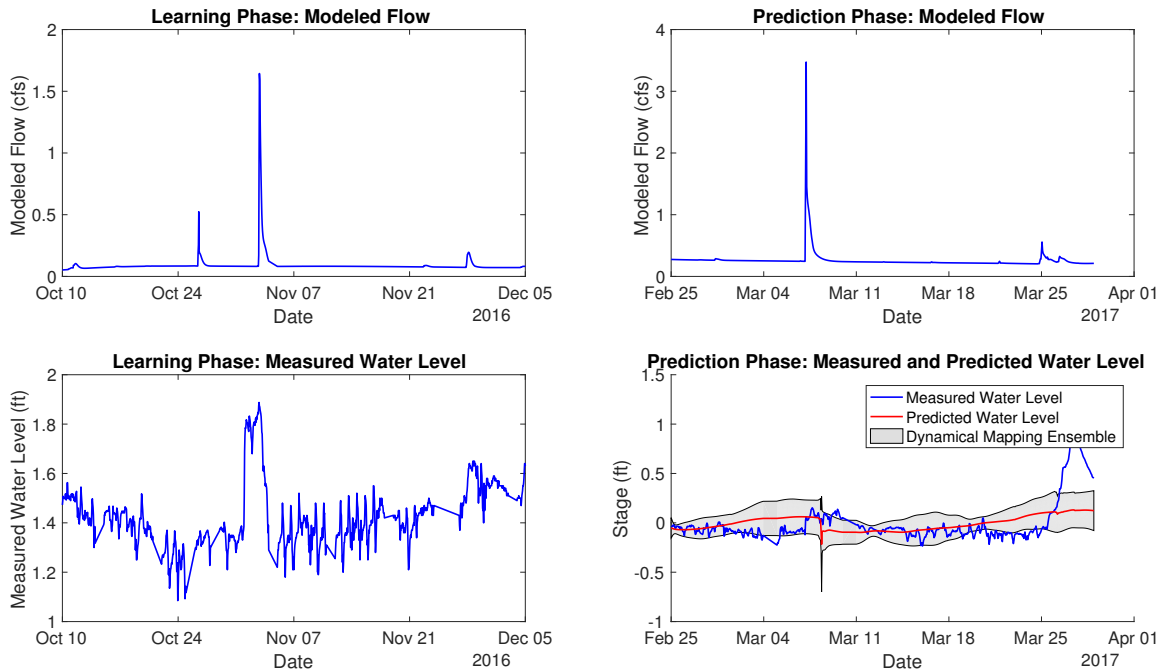 Learning Phase: Modeled Flow
Modeled Flow (cfs)
2
1.5
1
0.5
0
Oct 10 Oct 24 Nov 07 Nov 21 Dec 05
Date 2016
Prediction Phase: Modeled Flow
Modeled Flow (cfs)
4
3
2
1
0
Feb 25 Mar 04 Mar 11 Mar 18 Mar 25 Apr 01
Date 2017
Learning Phase: Measured Water Level
Measured Water Level (ft)
2
1.8
1.6
1.4
1.2
1
Oct 10 Oct 24 Nov 07 Nov 21 Dec 05
Date 2016
Prediction Phase: Measured and Predicted Water Level
Stage (ft)
1.5
1
0.5
0
-0.5
-1
Measured Water Level
Predicted Water Level
Dynamical Mapping Ensemble
Feb 25 Mar 04 Mar 11 Mar 18 Mar 25 Apr 01
Date 2017